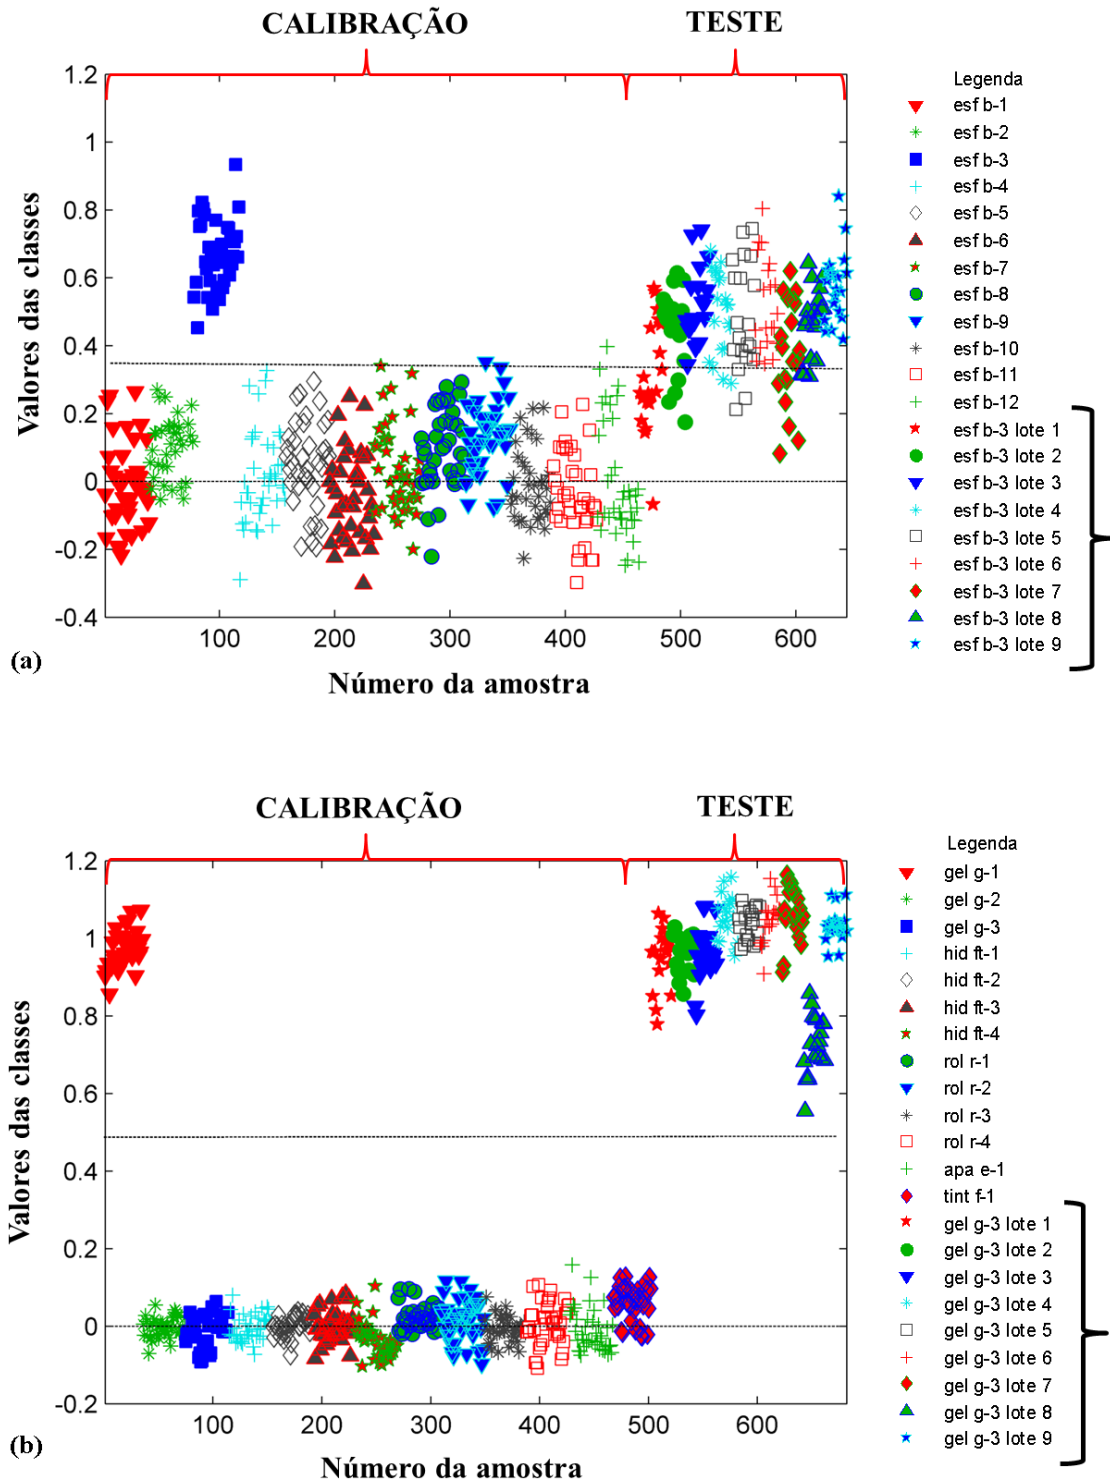 CALIBRAÇÃO TESTE
1.2
1
0.8
0.6
0.4
0.2
0
-0.2
-0.4
100 200 300 400 500 600
Valores das classes
Número da amostra
(a)
Legenda
esf b-1
esf b-2
esf b-3
esf b-4
esf b-5
esf b-6
esf b-7
esf b-8
esf b-9
esf b-10
esf b-11
esf b-12
esf b-3 lote 1
esf b-3 lote 2
esf b-3 lote 3
esf b-3 lote 4
esf b-3 lote 5
esf b-3 lote 6
esf b-3 lote 7
esf b-3 lote 8
esf b-3 lote 9
CALIBRAÇÃO TESTE
1.2
1
0.8
0.6
0.4
0.2
0
-0.2
100 200 300 400 500 600
Valores das classes
Número da amostra
(b)
Legenda
gel g-1
gel g-2
gel g-3
hid ft-1
hid ft-2
hid ft-3
hid ft-4
rol r-1
rol r-2
rol r-3
rol r-4
apa e-1
tint f-1
gel g-3 lote 1
gel g-3 lote 2
gel g-3 lote 3
gel g-3 lote 4
gel g-3 lote 5
gel g-3 lote 6
gel g-3 lote 7
gel g-3 lote 8
gel g-3 lote 9